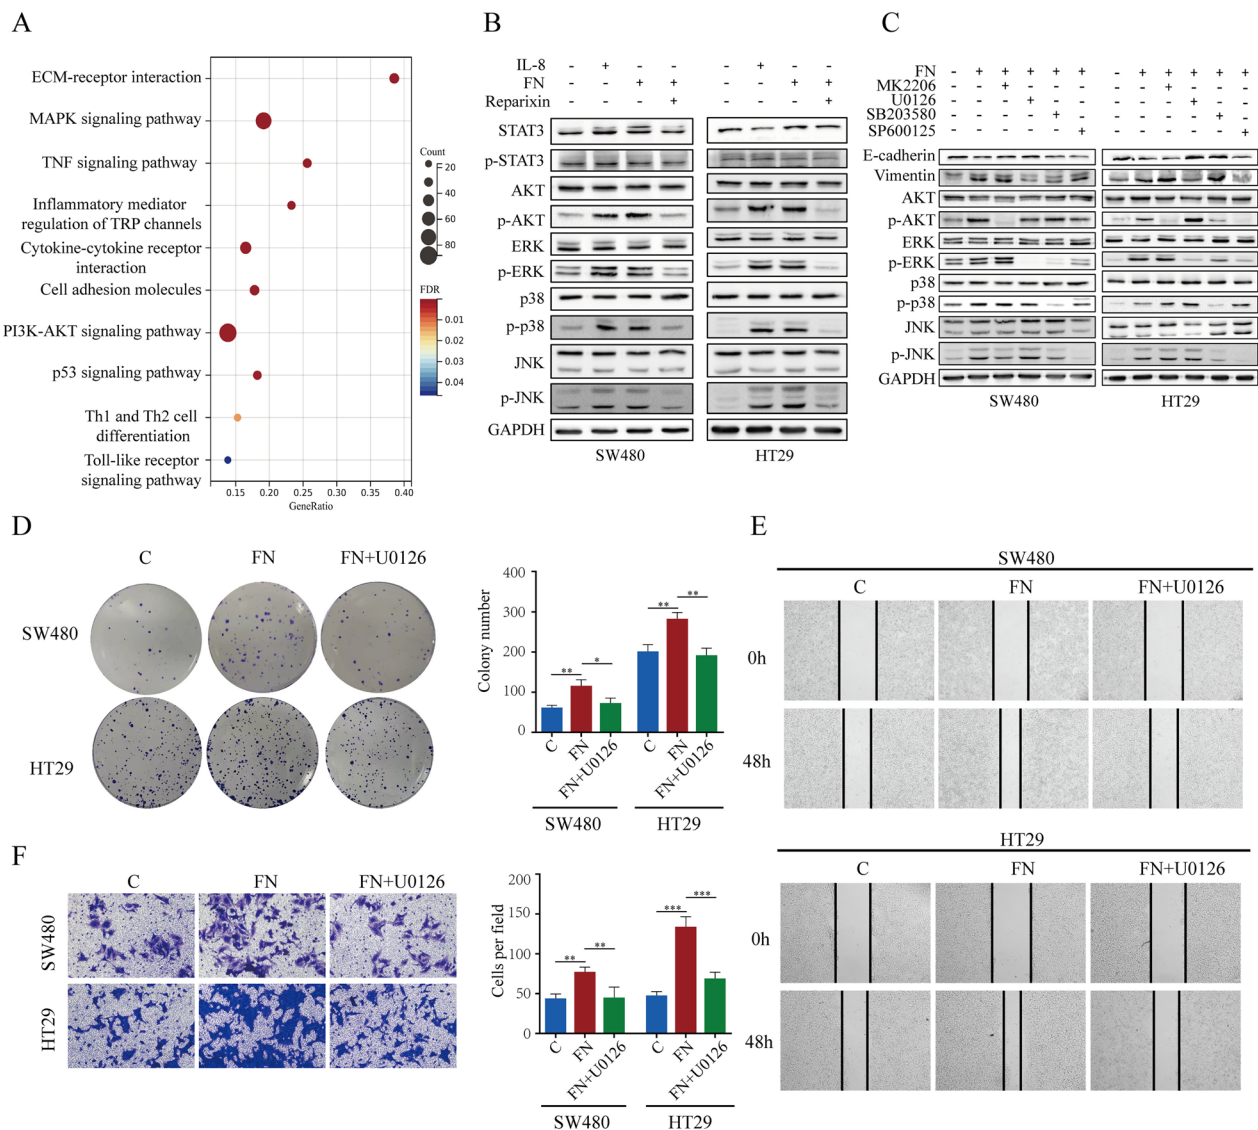 A
ECM-receptor interaction
MAPK signaling pathway
TNF signaling pathway
Inflammatory mediator
regulation of TRP channels
Cytokine-cytokine receptor
interaction
Cell adhesion molecules
PI3K-AKT signaling pathway
p53 signaling pathway
Th1 and Th2 cell
differentiation
Toll-like receptor
signaling pathway
0.15 0.20 0.25 0.30 0.35 0.40
GeneRatio
Count
20
40
60
80
FDR
0.01
0.02
0.03
0.04
B
IL-8 - + - - - + - -
FN - - + + - - + +
Reparixin - - - + - - - +
STAT3
p-STAT3
AKT
p-AKT
ERK
p-ERK
p38
p-p38
JNK
p-JNK
GAPDH
SW480 HT29
C
FN - + + + + + - + + + + +
MK2206 - - + - - - - - + - - -
U0126 - - - + - - - - - + - -
SB203580 - - - - + - - - - - + -
SP600125 - - - - - + - - - - - +
E-cadherin
Vimentin
AKT
p-AKT
ERK
p-ERK
p38
p-p38
JNK
p-JNK
GAPDH
SW480 HT29
D
C FN FN+U0126
SW480
HT29
Colony number
400
300
200
100
0
** *
** **
C FN FN+U0126 C FN FN+U0126
SW480 HT29
E
SW480
C FN FN+U0126
0h
48h
HT29
C FN FN+U0126
0h
48h
F
C FN FN+U0126
SW480
HT29
Cells per field
200
150
100
50
0
** **
*** ***
C FN FN+U0126 C FN FN+U0126
SW480 HT29